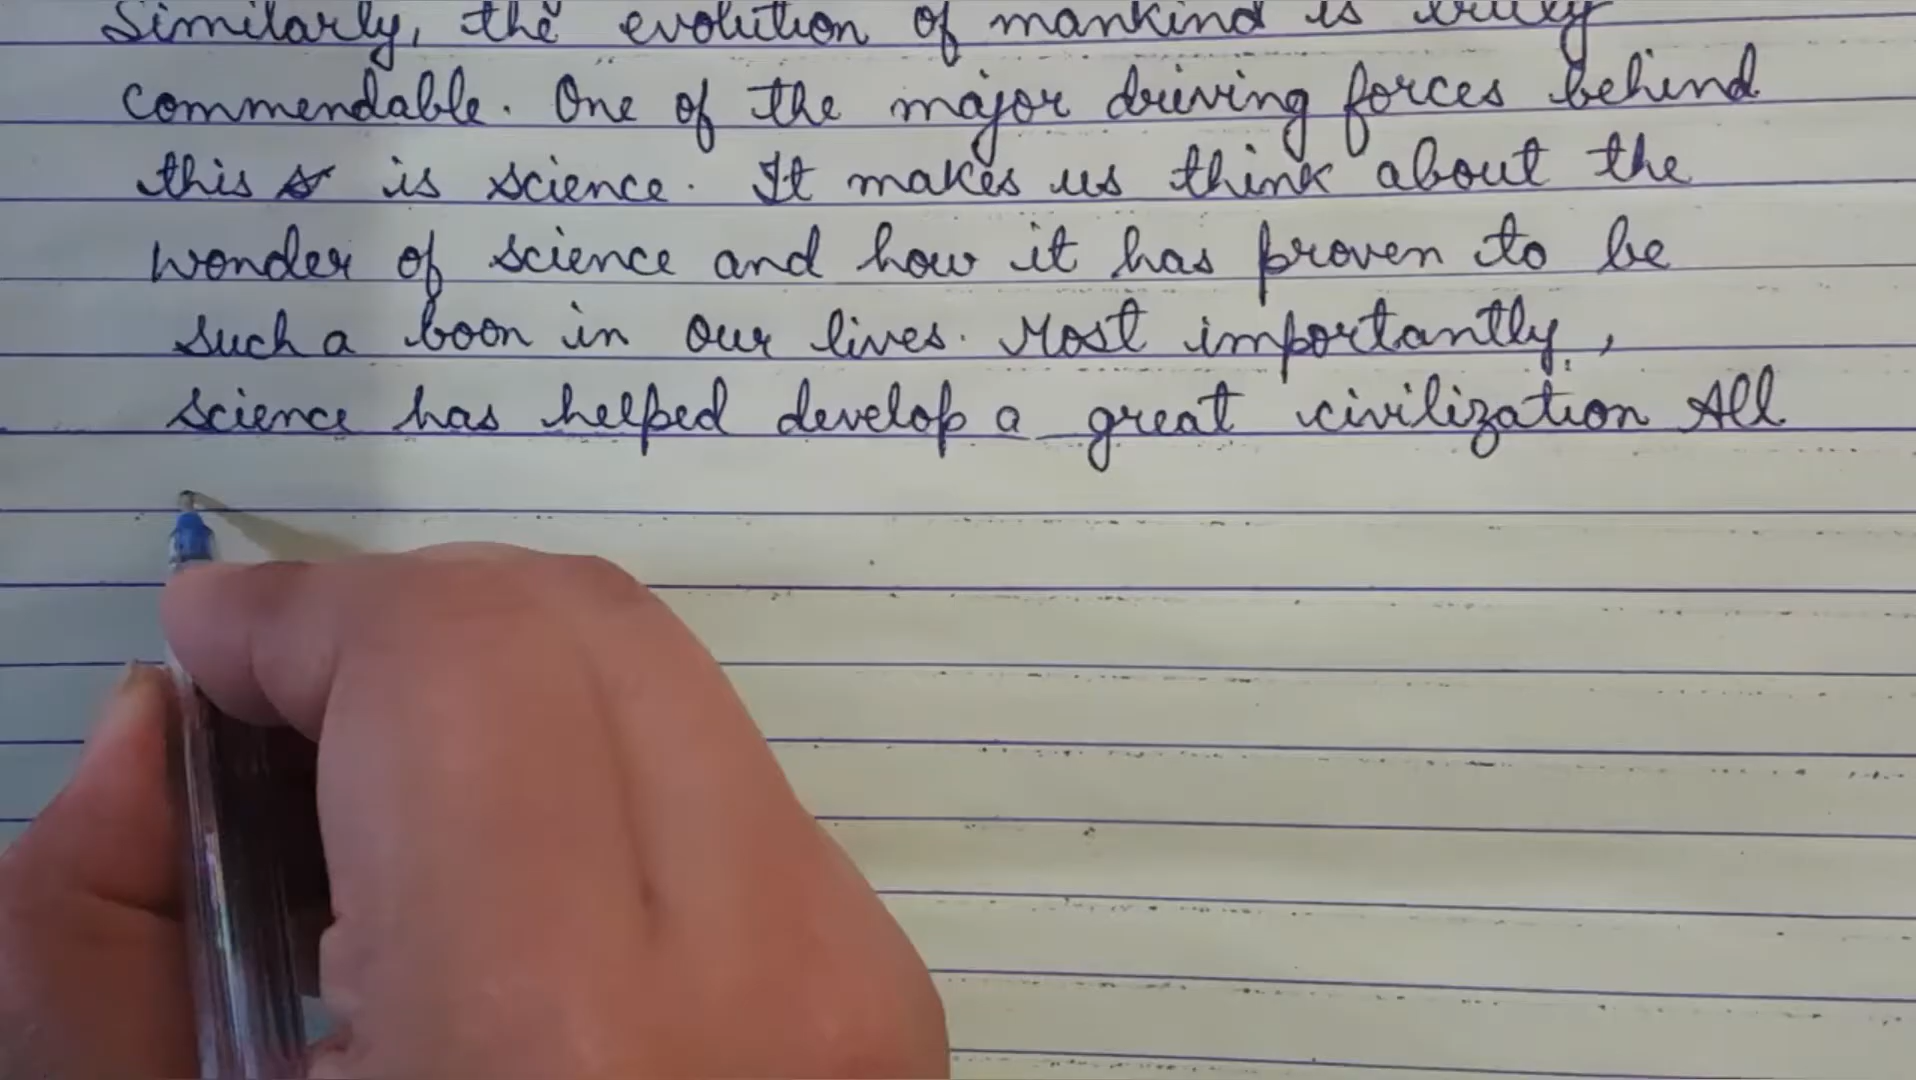 Similarly, the evolution of mankind is truly
commendable. One of the major driving forces behind
this is science. It makes us think about the
wonder of science and how it has proven to be
such a boon in our lives. Most importantly,
science has helped develop a great civilization All